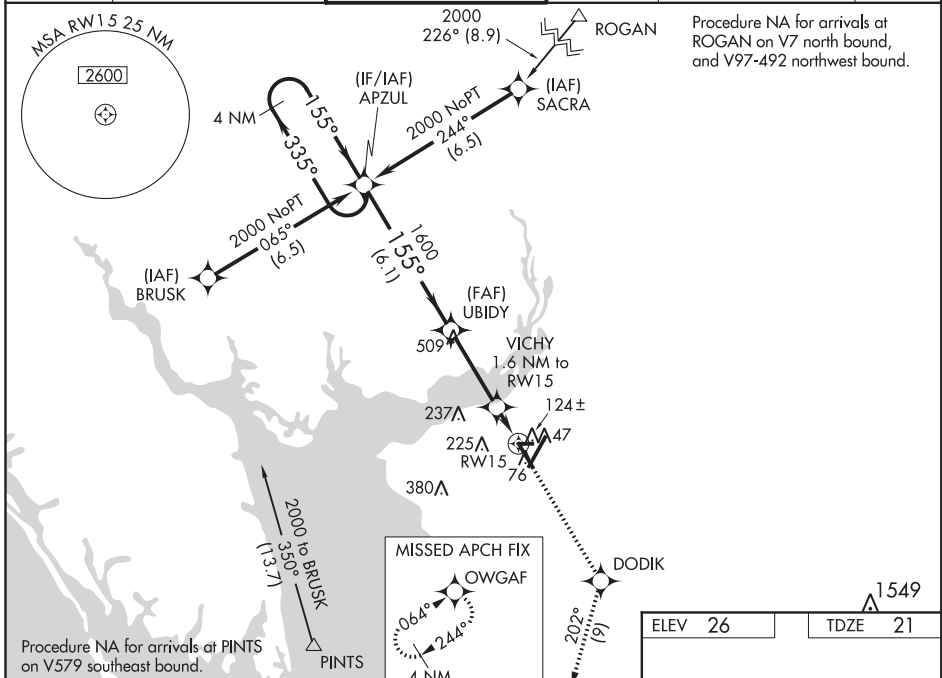 MSA RW15 25 NM
2600
2000
226° (8.9)
ROGAN
Procedure NA for arrivals at
ROGAN on V7 north bound,
and V97-492 northwest bound.
(IF/IAF)
APZUL
(IAF)
SACRA
4 NM
155°
335°
2000 NoPT
244°
(6.5)
2000 NoPT
065°
(6.5)
(IAF)
BRUSK
1600
155°
(6.1)
(FAF)
UBIDY
509
VICHY
1.6 NM to
RW15
124±
237
47
225
RW15
76
380
2000 to BRUSK
350°
(13.7)
MISSED APCH FIX
OWGAF
064°
244°
4 NM
DODIK
202°
(9)
1549
ELEV 26
TDZE 21
Procedure NA for arrivals at PINTS
on V579 southeast bound.
PINTS